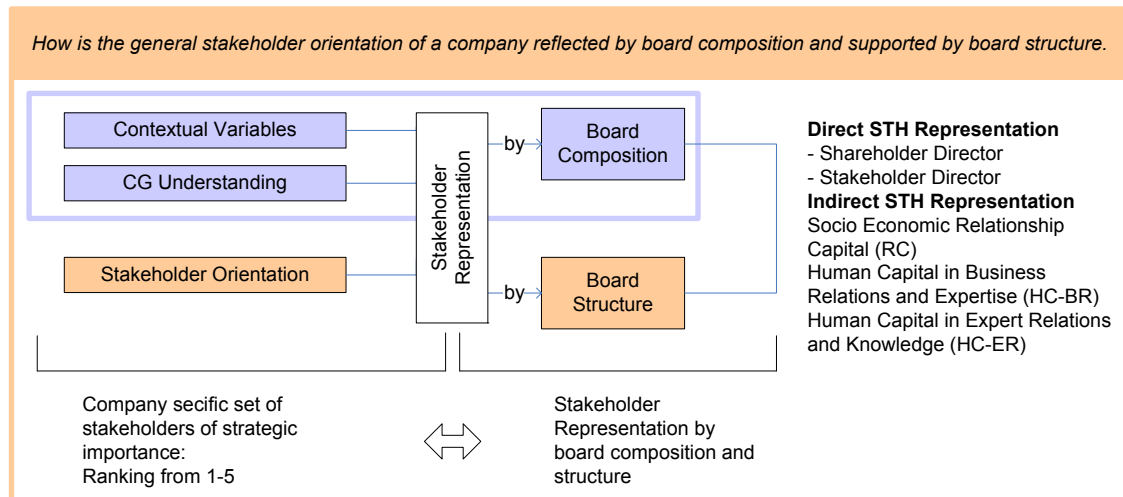 How is the general stakeholder orientation of a company reflected by board composition and supported by board structure.
Contextual Variables
CG Understanding
Stakeholder Orientation
Stakeholder
Representation
by
Board
Composition
by
Board
Structure
Direct STH Representation
- Shareholder Director
- Stakeholder Director
Indirect STH Representation
Socio Economic Relationship
Capital (RC)
Human Capital in Business
Relations and Expertise (HC-BR)
Human Capital in Expert Relations
and Knowledge (HC-ER)
Company secific set of
stakeholders of strategic
importance:
Ranking from 1-5
Stakeholder
Representation by
board composition and
structure